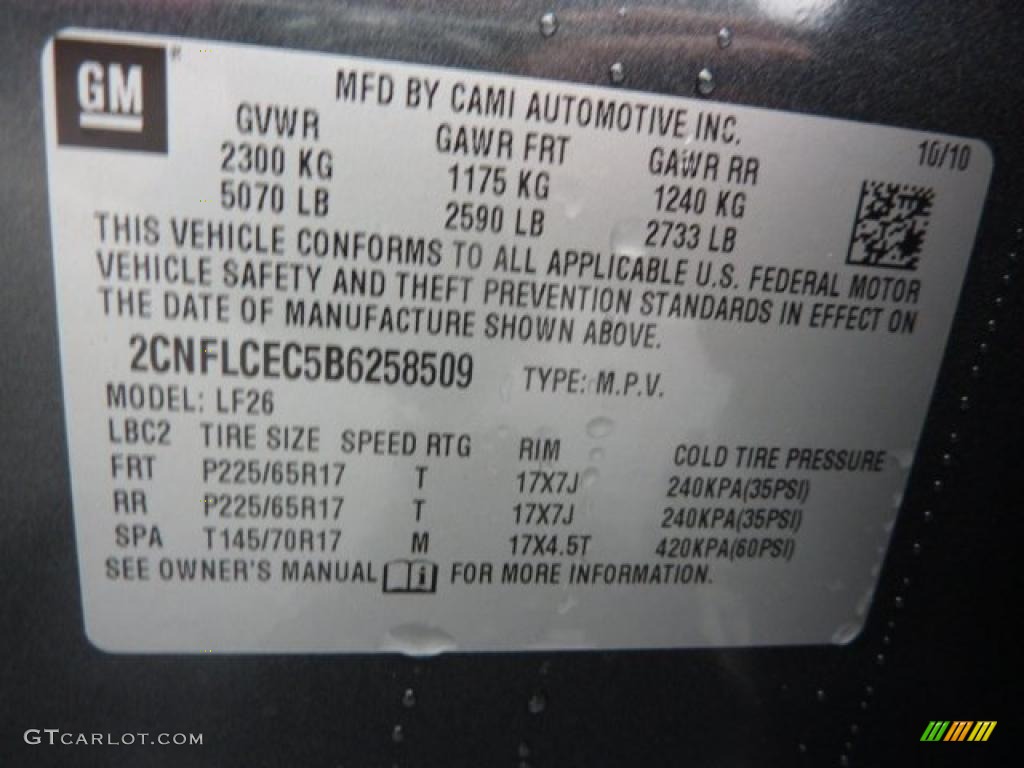 GM ®
MFD BY CAMI AUTOMOTIVE INC.
10/10
GVWR GAWR FRT GAWR RR
2300 KG 1175 KG 1240 KG
5070 LB 2590 LB 2733 LB
THIS VEHICLE CONFORMS TO ALL APPLICABLE U.S. FEDERAL MOTOR
VEHICLE SAFETY AND THEFT PREVENTION STANDARDS IN EFFECT ON
THE DATE OF MANUFACTURE SHOWN ABOVE.
2CNFLCEC5B6258509 TYPE: M.P.V.
MODEL: LF26
LBC2 TIRE SIZE SPEED RTG RIM COLD TIRE PRESSURE
FRT P225/65R17 T 17X7J 240KPA(35PSI)
RR P225/65R17 T 17X7J 240KPA(35PSI)
SPA T145/70R17 M 17X4.5T 420KPA(60PSI)
SEE OWNER'S MANUAL i FOR MORE INFORMATION.
GTCARLOT.COM